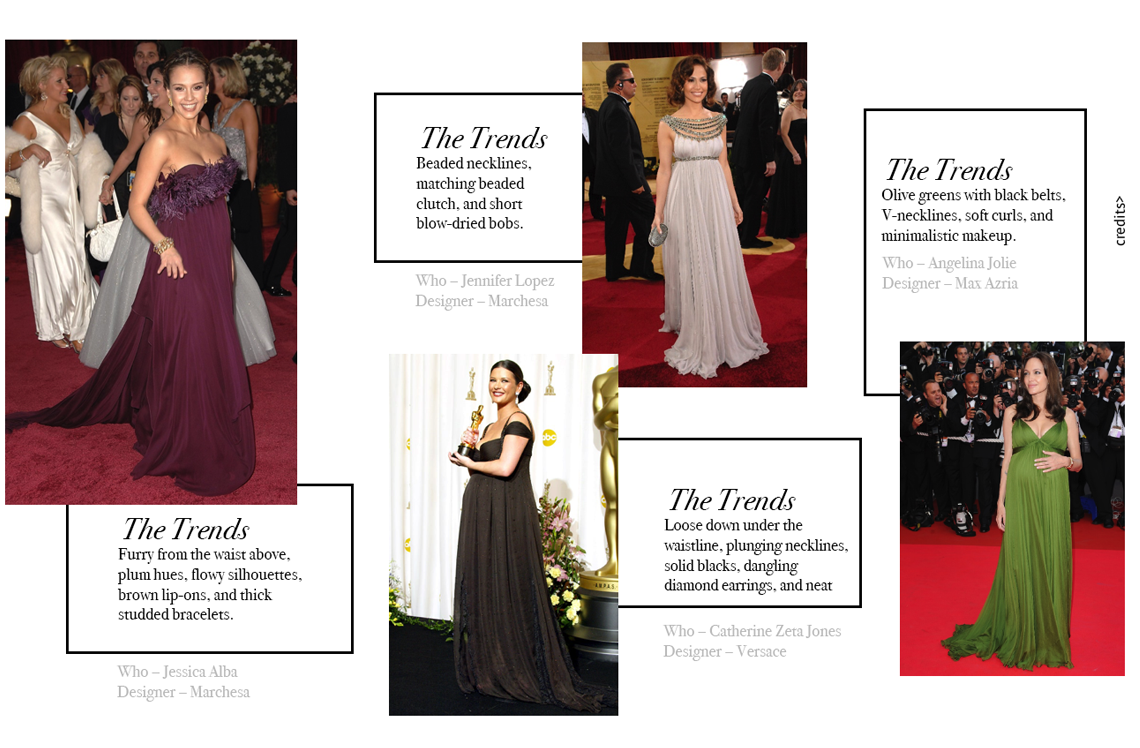 The Trends
Furry from the waist above,
plum hues, flowy silhouettes,
brown lip-ons, and thick
studded bracelets.
Who – Jessica Alba
Designer – Marchesa
The Trends
Beaded necklines,
matching beaded
clutch, and short
blow-dried bobs.
Who – Jennifer Lopez
Designer – Marchesa
The Trends
Loose down under the
waistline, plunging necklines,
solid blacks, dangling
diamond earrings, and neat
Who – Catherine Zeta Jones
Designer – Versace
The Trends
Olive greens with black belts,
V-necklines, soft curls, and
minimalistic makeup.
Who – Angelina Jolie
Designer – Max Azria
credits>
abc